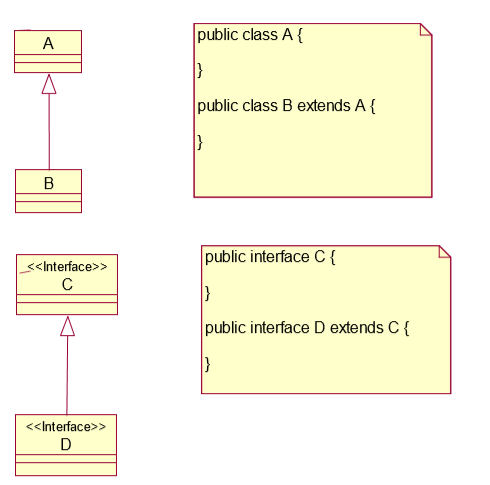 A
B
public class A {
}
public class B extends A {
}
<<Interface>>
C
<<Interface>>
D
public interface C {
}
public interface D extends C {
}